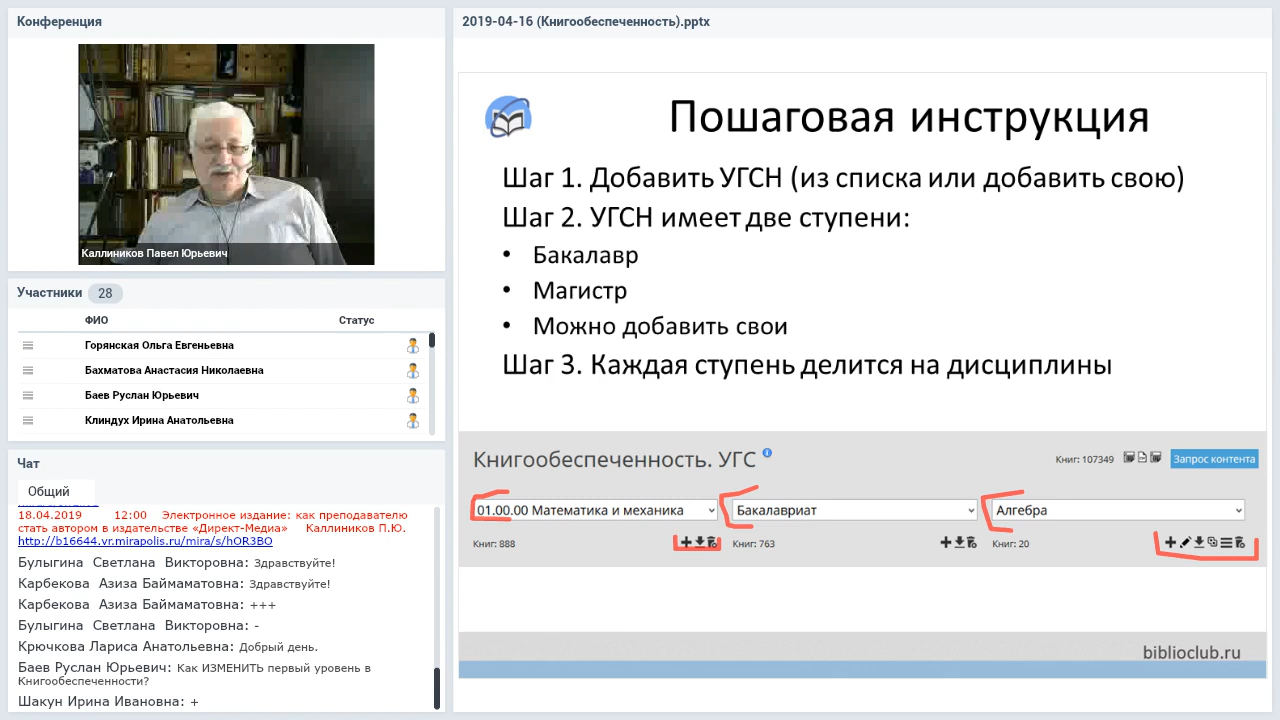 Конференция
Каллиников Павел Юрьевич
Участники 28
ФИО Статус
Горянская Ольга Евгеньевна
Бахматова Анастасия Николаевна
Баев Руслан Юрьевич
Клиндух Ирина Анатольевна
Чат
Общий
18.04.2019 12:00 Электронное издание: как преподавателю
стать автором в издательстве «Директ-Медиа» Каллиников П.Ю.
http://b16644.vr.mirapolis.ru/mira/s/hOR3BO
Булыгина Светлана Викторовна: Здравствуйте!
Карбекова Азиза Баймаматовна: Здравствуйте!
Карбекова Азиза Баймаматовна: +++
Булыгина Светлана Викторовна: -
Крючкова Лариса Анатольевна: Добрый день.
Баев Руслан Юрьевич: Как ИЗМЕНИТЬ первый уровень в
Книгообеспеченности?
Шакун Ирина Ивановна: +
2019-04-16 (Книгообеспеченность).pptx
Пошаговая инструкция
Шаг 1. Добавить УГСН (из списка или добавить свою)
Шаг 2. УГСН имеет две ступени:
• Бакалавр
• Магистр
• Можно добавить свои
Шаг 3. Каждая ступень делится на дисциплины
Книгообеспеченность. УГС
Книг: 107349 Запрос контента
01.00.00 Математика и механика Бакалавриат Алгебра
Книг: 888 Книг: 763 Книг: 20
biblioclub.ru